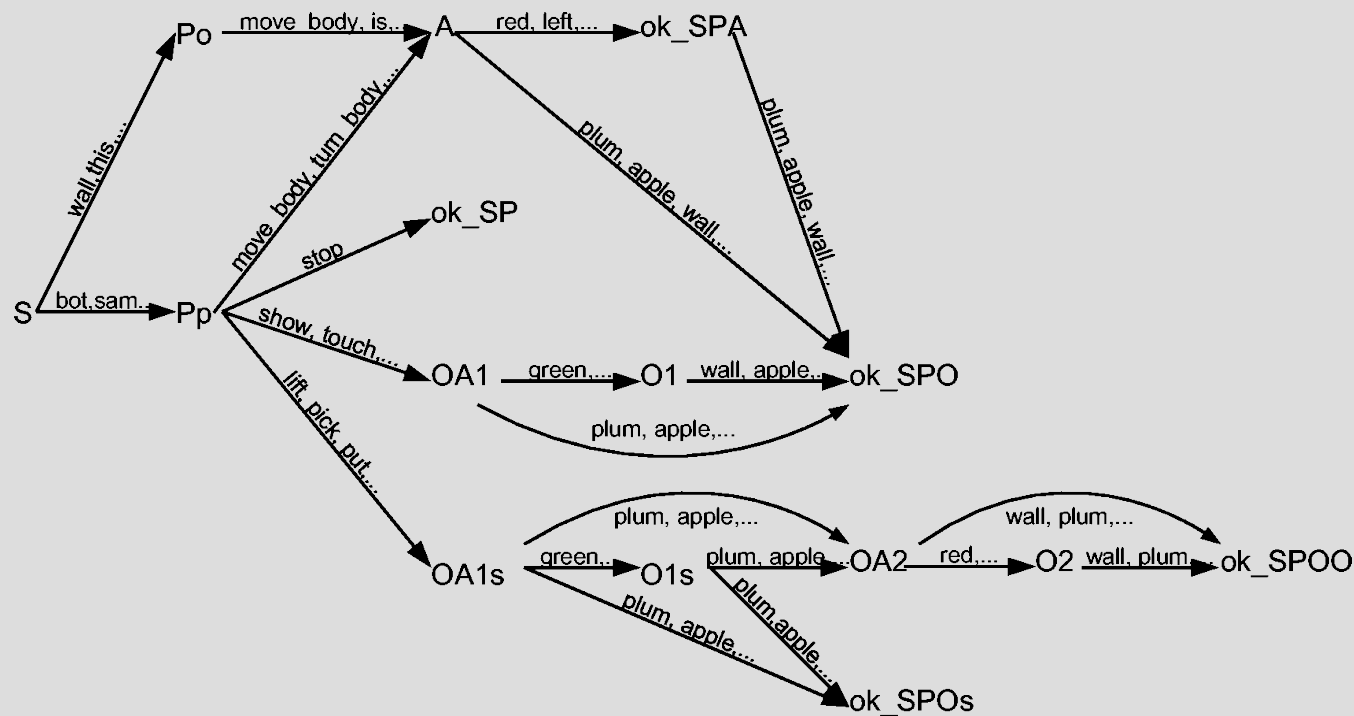 Po move_body, is,... A red, left,... ok_SPA
wall,this,...
move_body, turn_body,...
plum, apple, wall,...
plum, apple, wall,...
ok_SP
stop
S bot,sam... Pp
show, touch,...
OA1 green,... O1 wall, apple,... ok_SPO
plum, apple,...
lift, pick, put,...
plum, apple,...
wall, plum,...
OA1s green,.. O1s plum, apple,... OA2 red,... O2 wall, plum... ok_SPOO
plum, apple,...
plum,apple,...
ok_SPOs